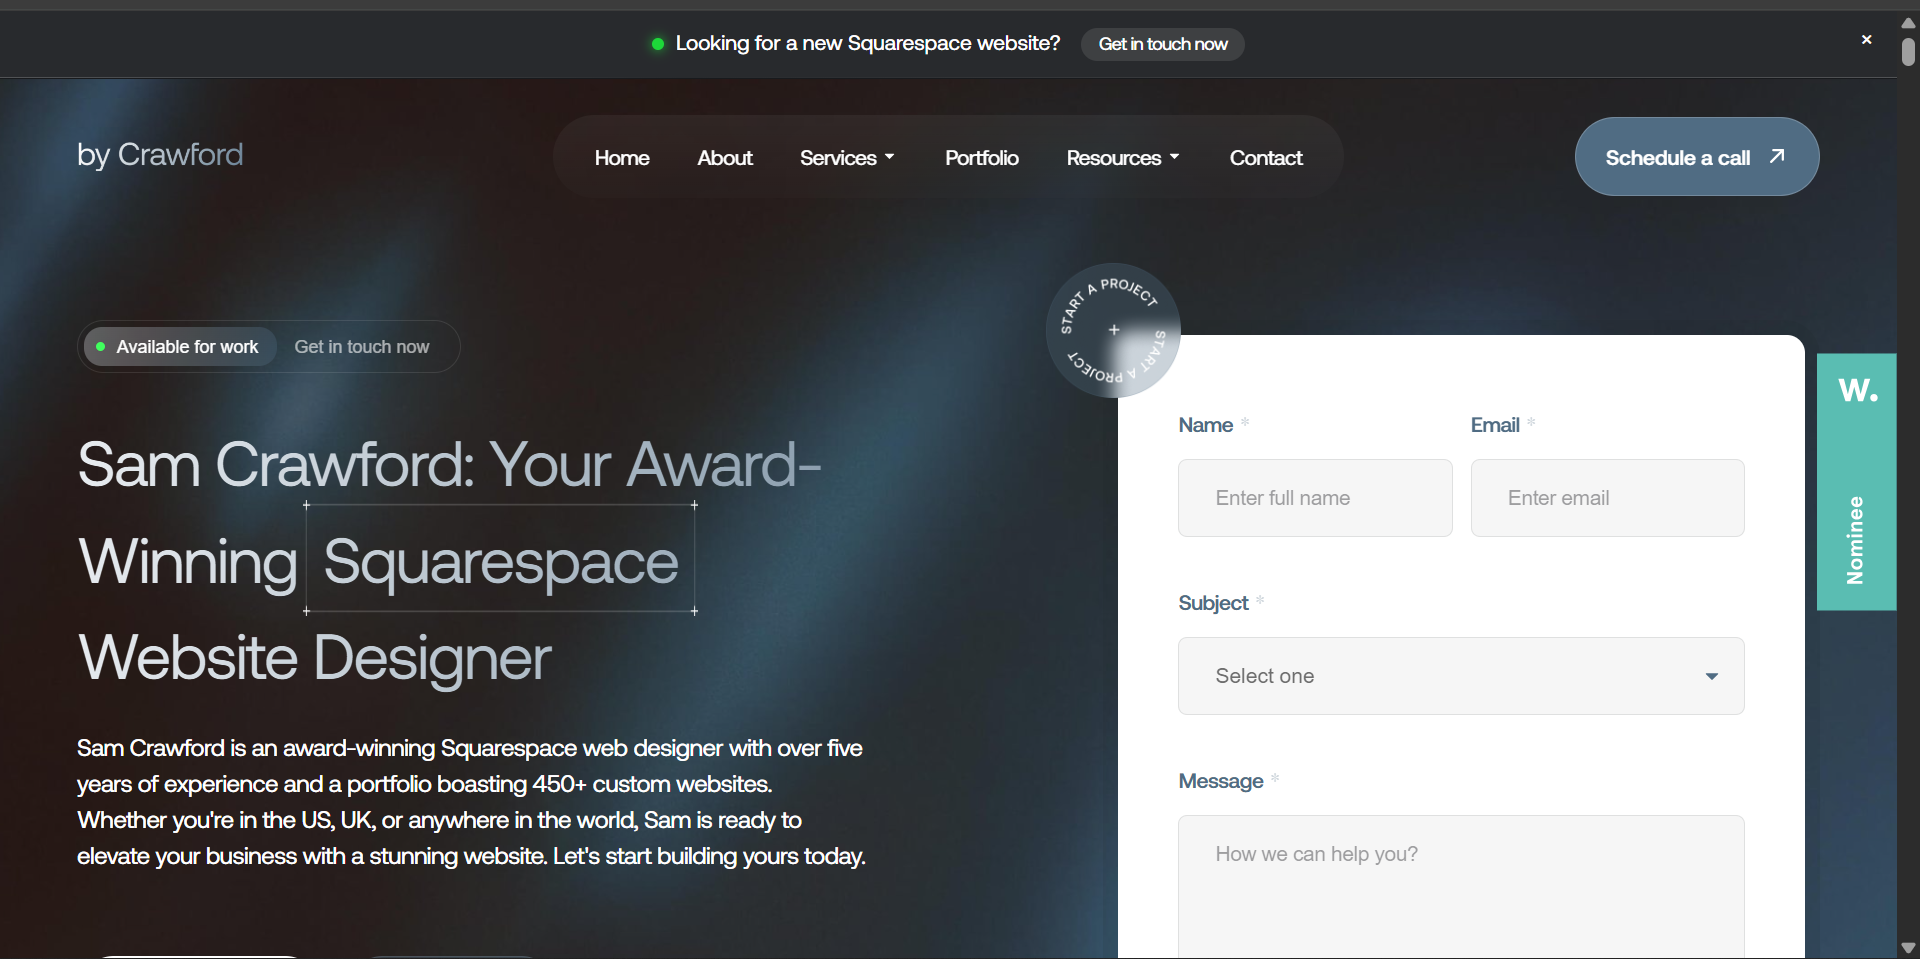 Looking for a new Squarespace website? Get in touch now ×
by Crawford
Home About Services Portfolio Resources Contact
Schedule a call
Available for work Get in touch now
Sam Crawford: Your Award-
Winning Squarespace
Website Designer
Sam Crawford is an award-winning Squarespace web designer with over five
years of experience and a portfolio boasting 450+ custom websites.
Whether you're in the US, UK, or anywhere in the world, Sam is ready to
elevate your business with a stunning website. Let's start building yours today.
START A PROJECT START A PROJECT
Name * Email *
Enter full name Enter email
Subject *
Select one
Message *
How we can help you?
W.
Nominee